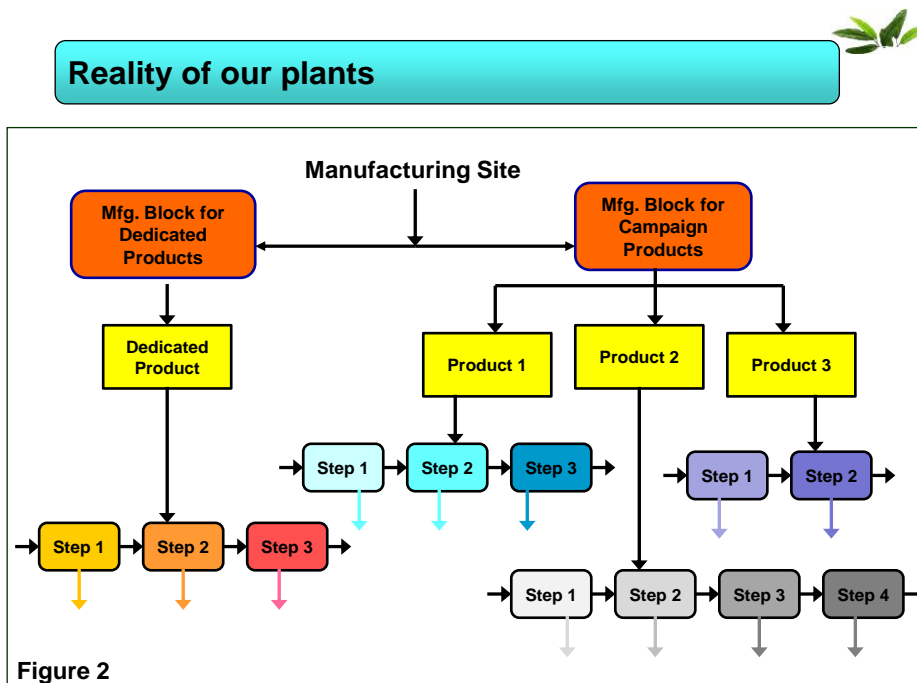 Reality of our plants
Manufacturing Site
Mfg. Block for
Dedicated
Products
Mfg. Block for
Campaign
Products
Dedicated
Product
Product 1
Product 2
Product 3
Step 1
Step 2
Step 3
Step 1
Step 2
Step 1
Step 2
Step 3
Step 1
Step 2
Step 3
Step 4
Figure 2